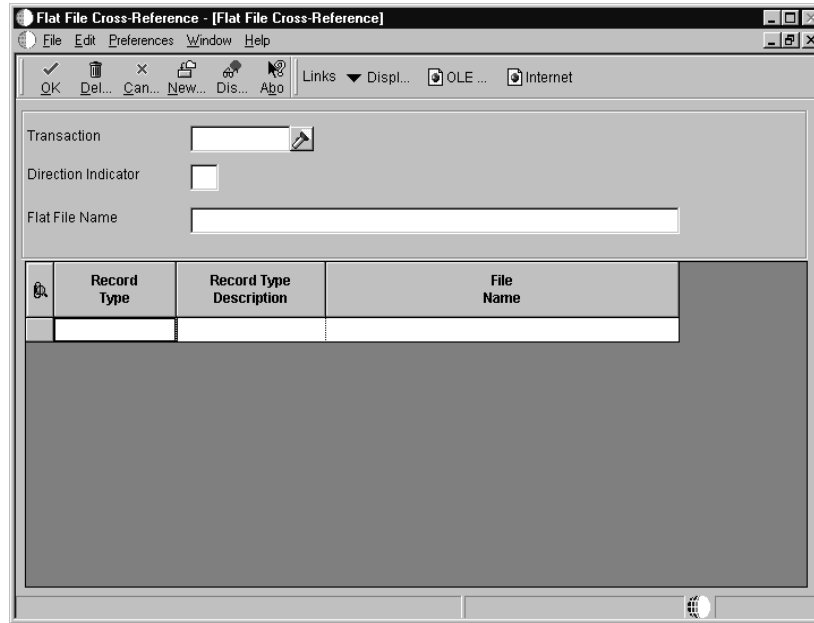 Flat File Cross-Reference - [Flat File Cross-Reference]
File Edit Preferences Window Help
OK Del... Can... New... Dis... Abo Links Displ... OLE ... Internet
Transaction
Direction Indicator
Flat File Name
Record Type Record Type Description File Name